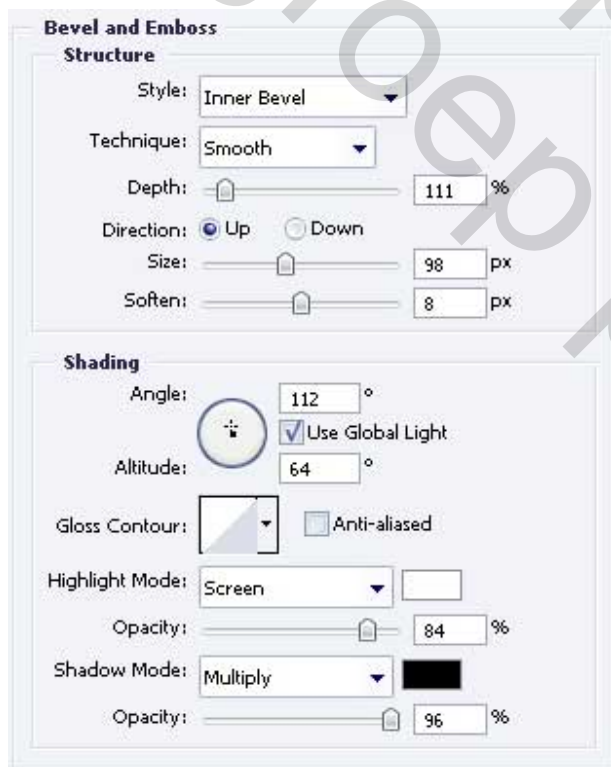 Bevel and Emboss
Structure
Style: Inner Bevel
Technique: Smooth
Depth: 111 %
Direction: Up Down
Size: 98 px
Soften: 8 px
Shading
Angle: 112 °
Use Global Light
Altitude: 64 °
Gloss Contour: Anti-aliased
Highlight Mode: Screen
Opacity: 84 %
Shadow Mode: Multiply
Opacity: 96 %